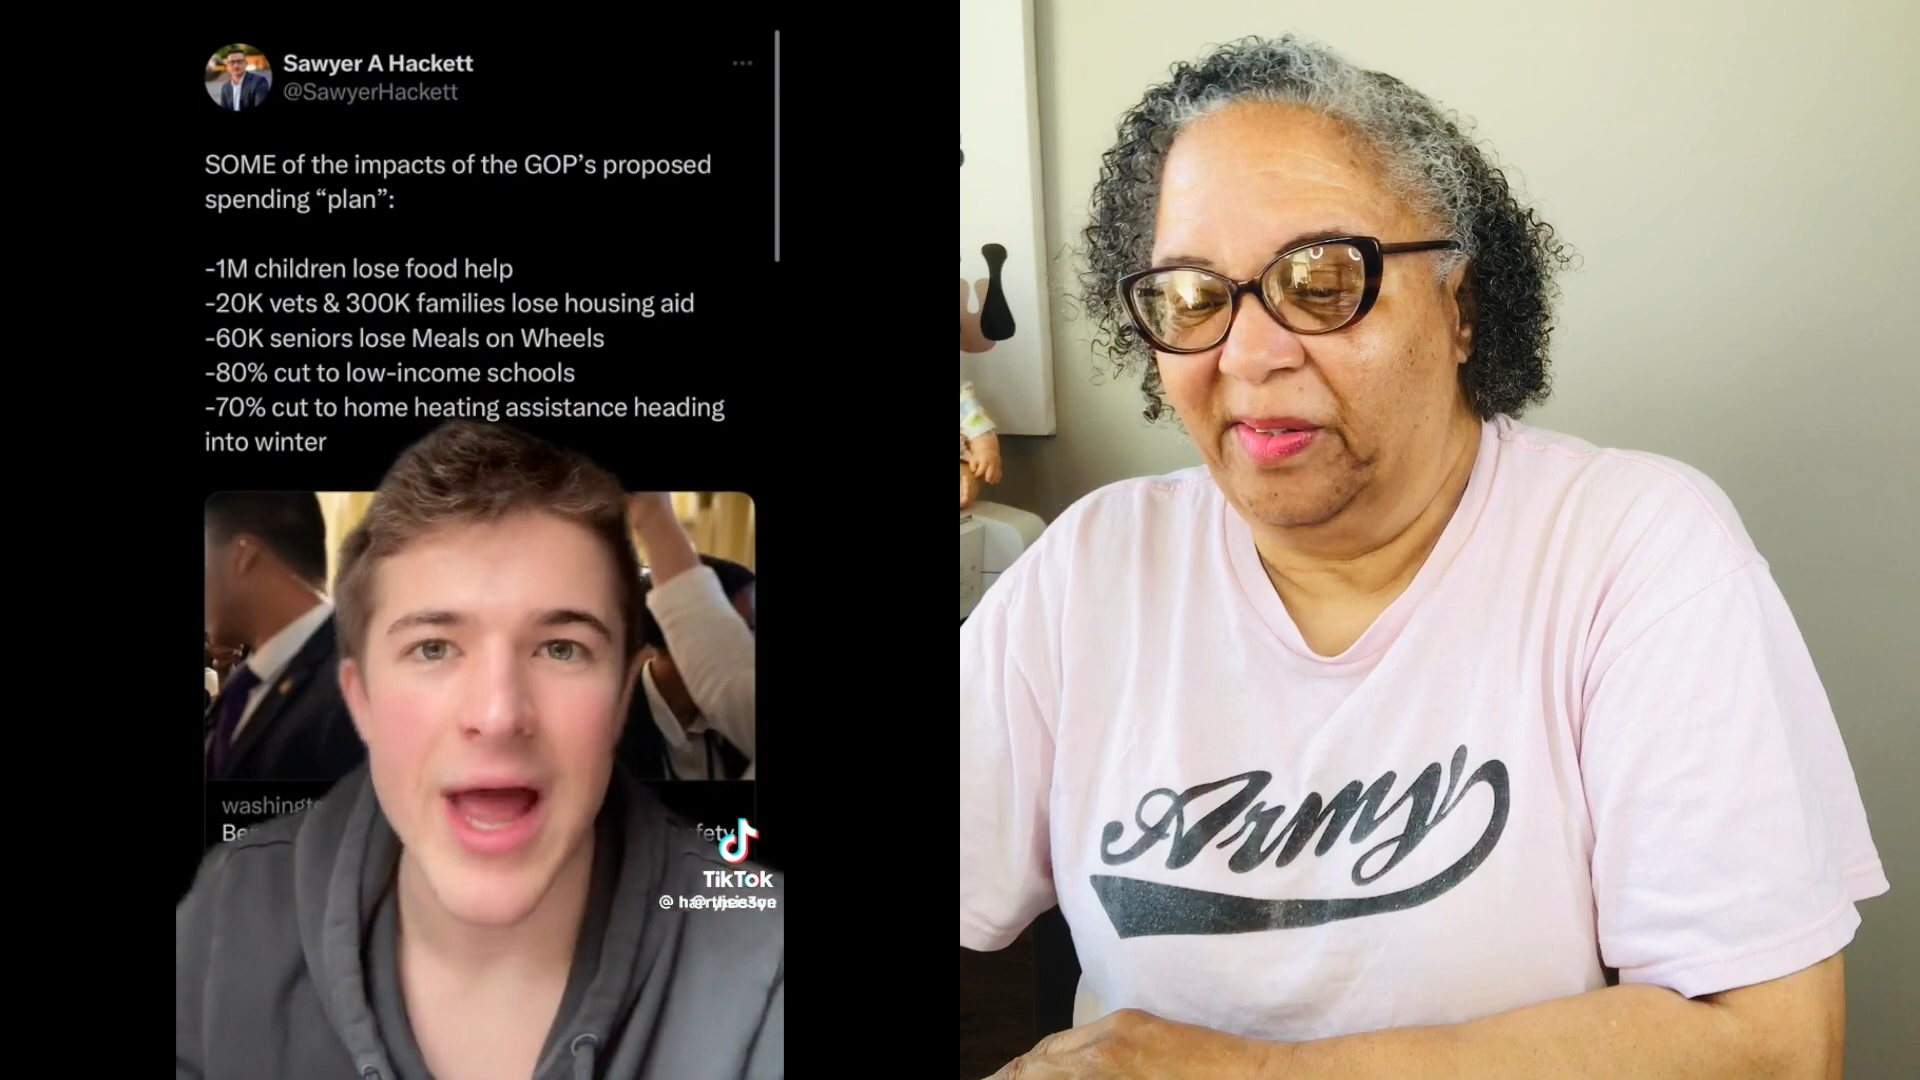 Sawyer A Hackett
@SawyerHackett
SOME of the impacts of the GOP’s proposed
spending “plan”:
-1M children lose food help
-20K vets & 300K families lose housing aid
-60K seniors lose Meals on Wheels
-80% cut to low-income schools
-70% cut to home heating assistance heading
into winter
TikTok
Army